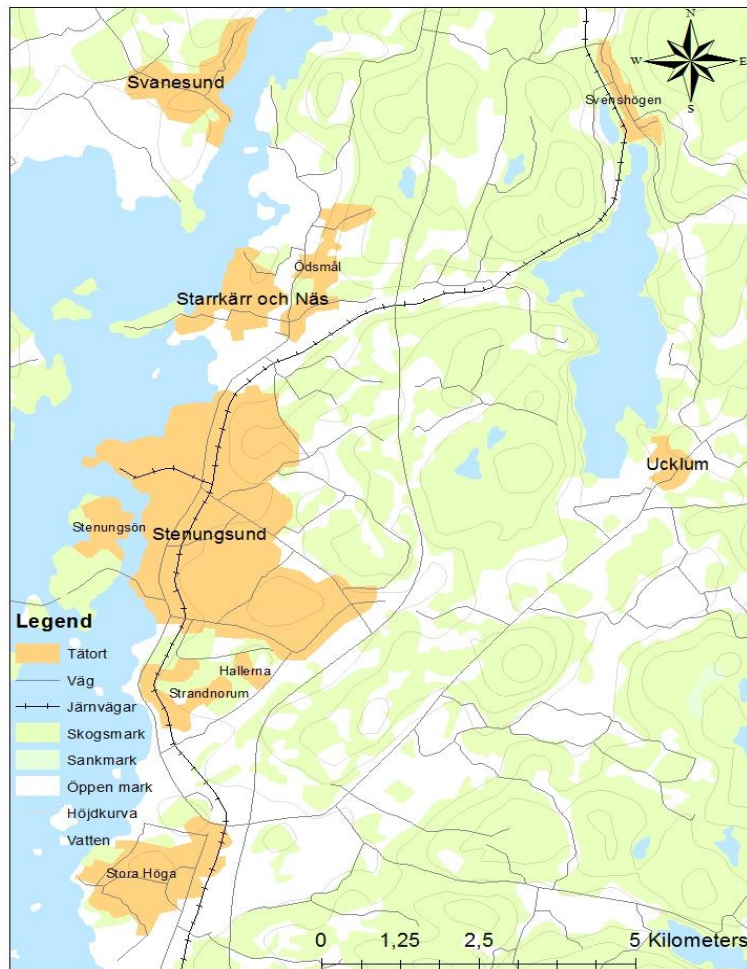 N
W E
S
Svanesund
Svenshögen
Ödsmål
Starrkärr och Näs
Ucklum
Stenungsön
Stenungsund
Hallerna
Strandnorum
Stora Höga
Legend
Tätort
Väg
Järnvägar
Skogsmark
Sankmark
Öppen mark
Höjdkurva
Vatten
0 1,25 2,5 5 Kilometers